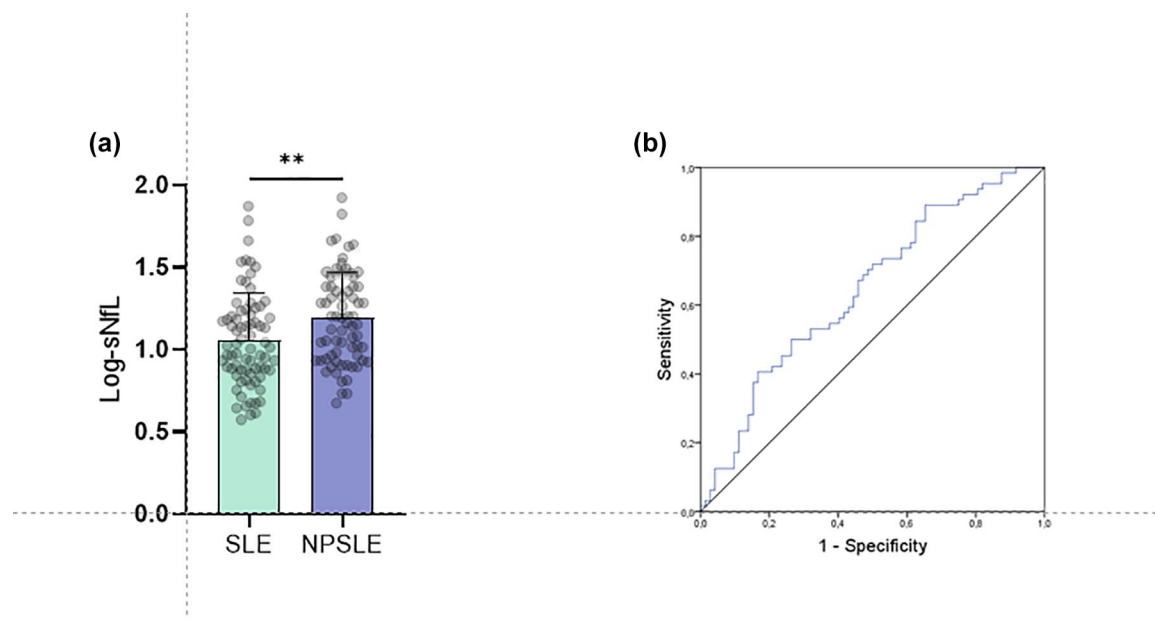 (a)
**
2.0
1.5
1.0
0.5
0.0
Log-sNfL
SLE NPSLE
(b)
1,0
0,8
0,6
0,4
0,2
0,0
Sensitivity
0,0 0,2 0,4 0,6 0,8 1,0
1 - Specificity